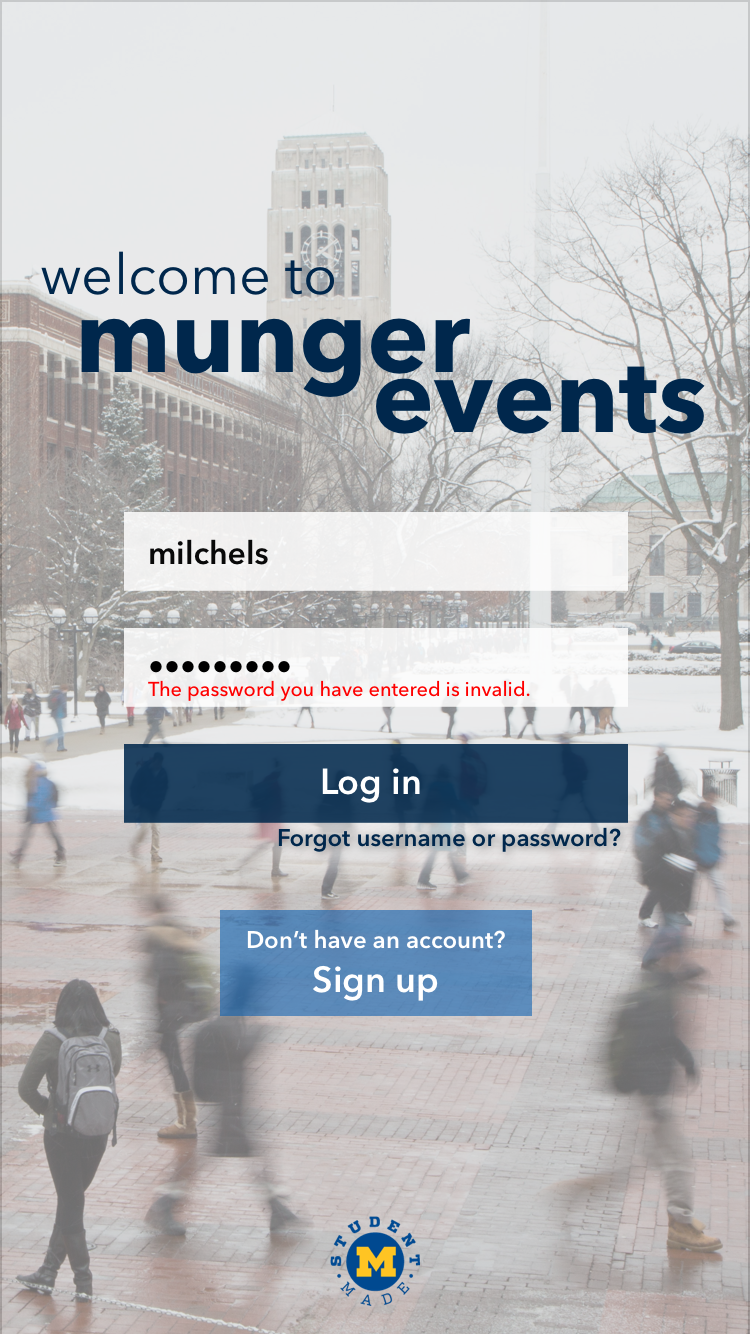 welcome to
munger
events
milchels
•••••••••
The password you have entered is invalid.
Log in
Forgot username or password?
Don’t have an account?
Sign up
STUDENT
M
MADE